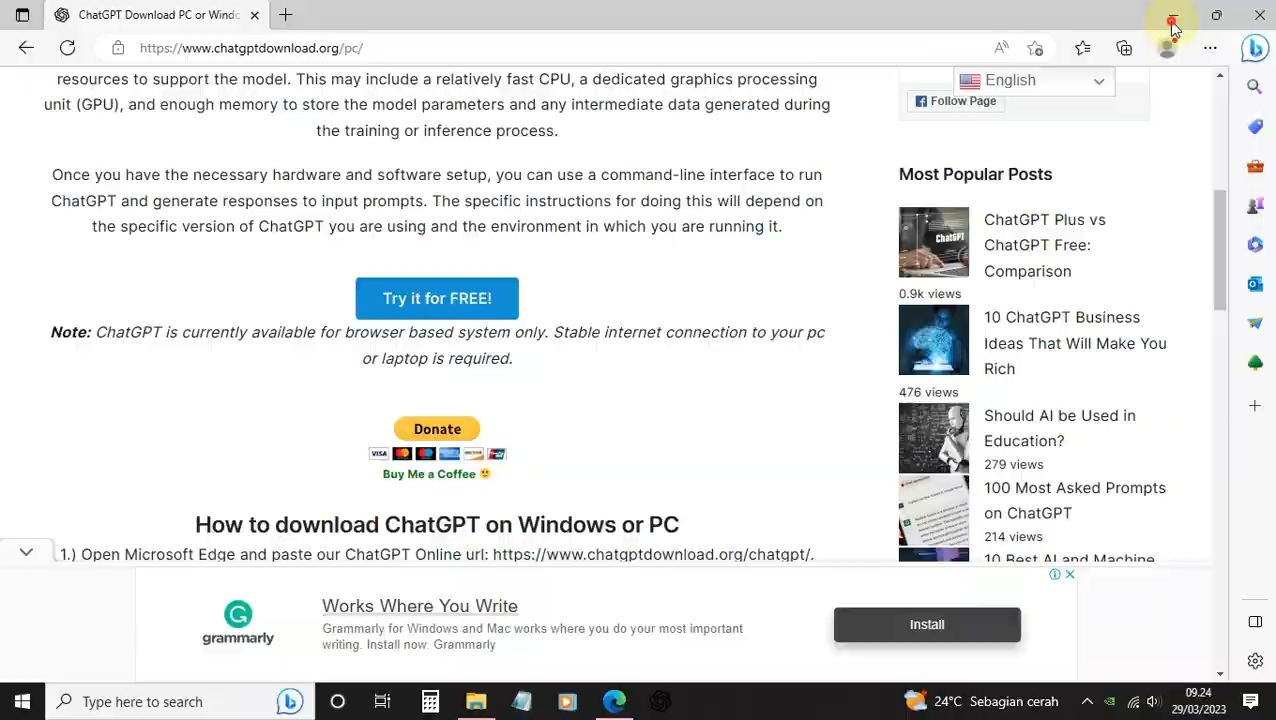 ChatGPT Download PC or Windo
https://www.chatgptdownload.org/pc/
English
Follow Page
resources to support the model. This may include a relatively fast CPU, a dedicated graphics processing
unit (GPU), and enough memory to store the model parameters and any intermediate data generated during
the training or inference process.
Once you have the necessary hardware and software setup, you can use a command-line interface to run
ChatGPT and generate responses to input prompts. The specific instructions for doing this will depend on
the specific version of ChatGPT you are using and the environment in which you are running it.
Try it for FREE!
Note: ChatGPT is currently available for browser based system only. Stable internet connection to your pc
or laptop is required.
Donate
VISA
Buy Me a Coffee
How to download ChatGPT on Windows or PC
1.) Open Microsoft Edge and paste our ChatGPT Online url: https://www.chatgptdownload.org/chatgpt/.
Most Popular Posts
ChatGPT
ChatGPT Plus vs
ChatGPT Free:
Comparison
0.9k views
10 ChatGPT Business
Ideas That Will Make You
Rich
476 views
Should AI be Used in
Education?
279 views
100 Most Asked Prompts
on ChatGPT
214 views
10 Best AI and Machine
grammarly
Works Where You Write
Grammarly for Windows and Mac works where you do your most important
writing. Install now. Grammarly
Install
Type here to search
24°C Sebagian cerah
09.24
29/03/2023